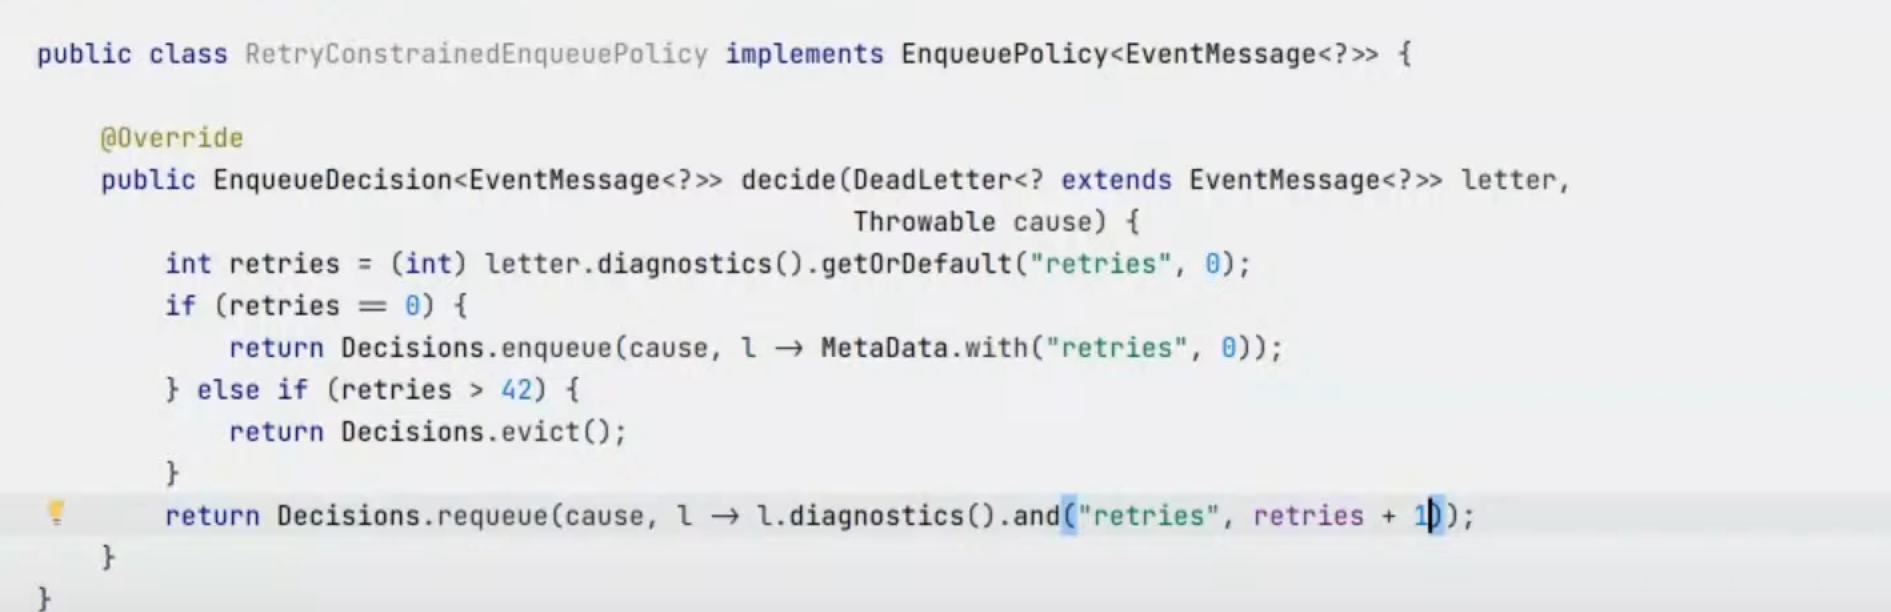 public class RetryConstrainedEnqueuePolicy implements EnqueuePolicy<EventMessage<?>> {
@Override
public EnqueueDecision<EventMessage<?>> decide(DeadLetter<? extends EventMessage<?>> letter,
Throwable cause) {
int retries = (int) letter.diagnostics().getOrDefault("retries", 0);
if (retries == 0) {
return Decisions.enqueue(cause, l -> MetaData.with("retries", 0));
} else if (retries > 42) {
return Decisions.evict();
}
return Decisions.requeue(cause, l -> l.diagnostics().and("retries", retries + 1));
}
}